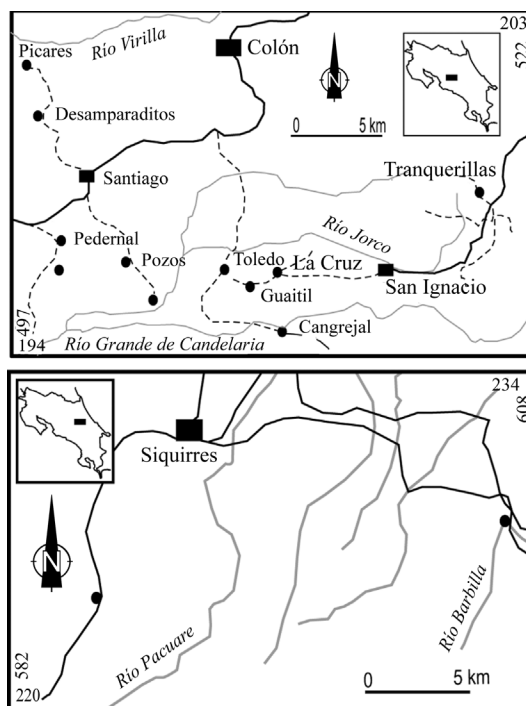 203
522
Río Virilla
Picares
Colón
N
Desamparaditos
0 5 km
Santiago
Tranquerillas
Río Jorco
Pedernal
Pozos
Toledo
La Cruz
Guaitil
San Ignacio
Cangrejal
Río Grande de Candelaria
497
194
234
608
Siquirres
N
Río Pacuare
Río Barbilla
582
220
0 5 km